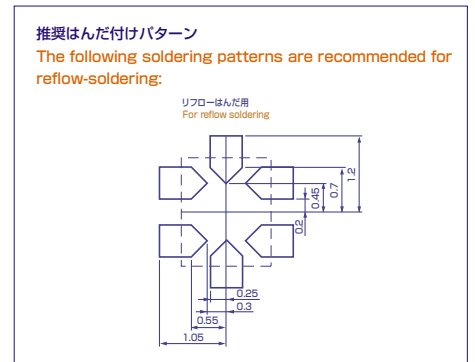 推奨はんだ付けパターン
The following soldering patterns are recommended for
reflow-soldering:
リフローはんだ用
For reflow soldering
1.2
0.7
0.45
0.2
0.25
0.3
0.55
1.05